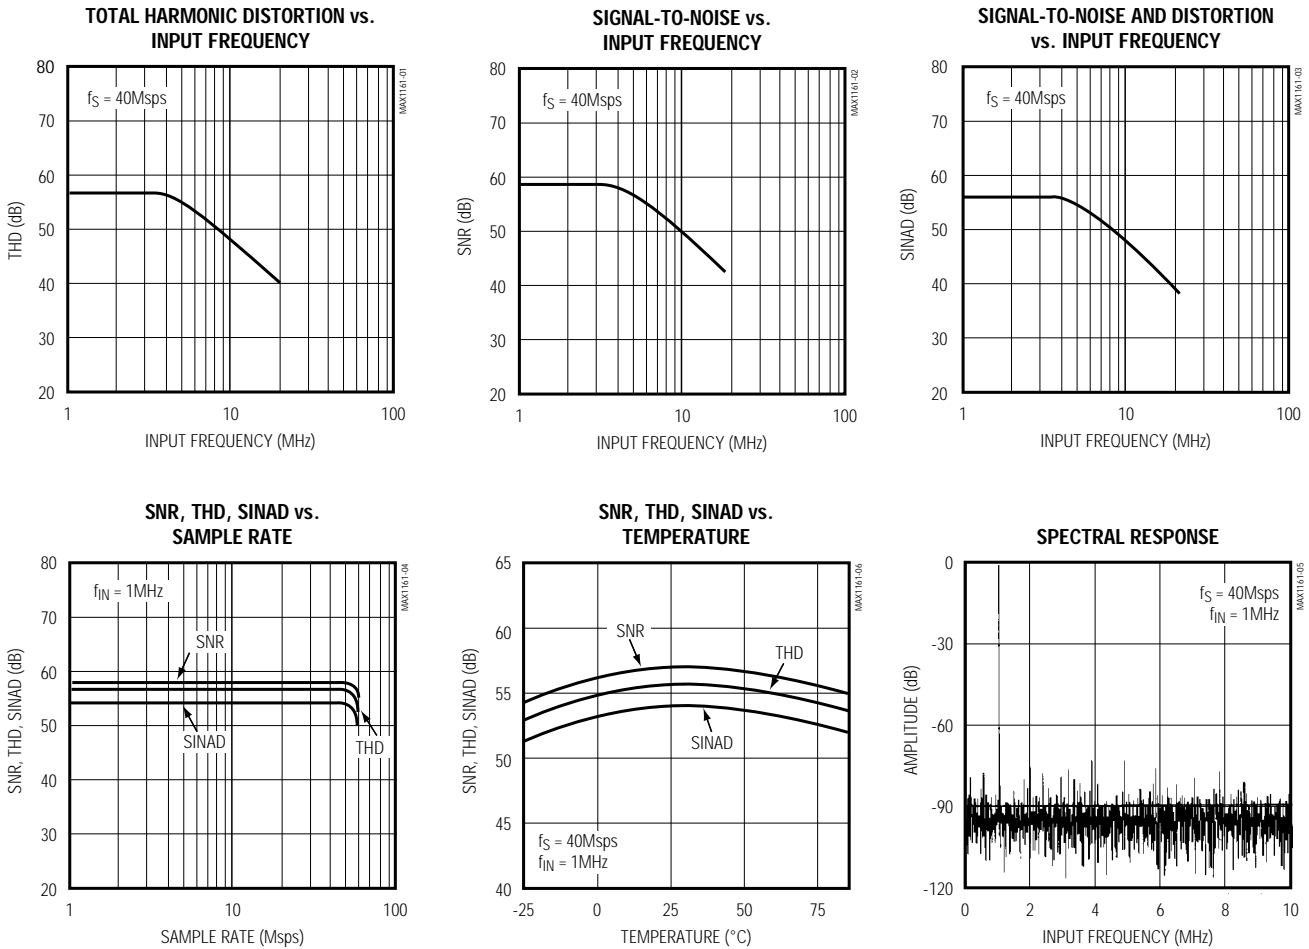 TOTAL HARMONIC DISTORTION vs.
INPUT FREQUENCY
80
70
60
50
40
30
20
THD (dB)
fS = 40Msps
MAX1161-01
1
10
100
INPUT FREQUENCY (MHz)
SIGNAL-TO-NOISE vs.
INPUT FREQUENCY
80
70
60
50
40
30
20
SNR (dB)
fS = 40Msps
MAX1161-02
1
10
100
INPUT FREQUENCY (MHz)
SIGNAL-TO-NOISE AND DISTORTION
vs. INPUT FREQUENCY
80
70
60
50
40
30
20
SINAD (dB)
fS = 40Msps
MAX1161-03
1
10
100
INPUT FREQUENCY (MHz)
SNR, THD, SINAD vs.
SAMPLE RATE
80
70
60
50
40
30
20
SNR, THD, SINAD (dB)
fIN = 1MHz
SNR
SINAD
THD
MAX1161-04
1
10
100
SAMPLE RATE (Msps)
SNR, THD, SINAD vs.
TEMPERATURE
65
60
55
50
45
40
SNR, THD, SINAD (dB)
SNR
THD
SINAD
fS = 40Msps
fIN = 1MHz
MAX1161-06
-25
0
25
50
75
TEMPERATURE (°C)
SPECTRAL RESPONSE
0
-30
-60
-90
-120
AMPLITUDE (dB)
fS = 40Msps
fIN = 1MHz
MAX1161-05
0
2
4
6
8
10
INPUT FREQUENCY (MHz)